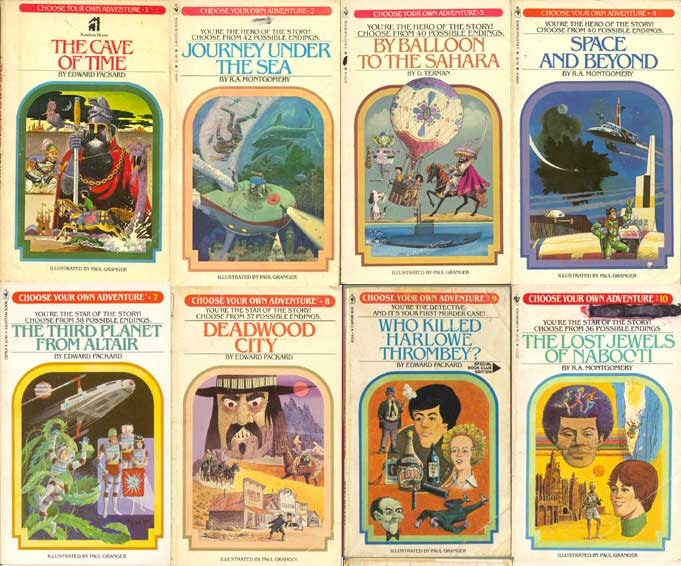 CHOOSE YOUR OWN ADVENTURE • 1
Random House
THE CAVE
OF TIME
BY EDWARD PACKARD
ILLUSTRATED BY PAUL GRANGER
CHOOSE YOUR OWN ADVENTURE • 2
YOU'RE THE HERO OF THE STORY!
CHOOSE FROM 42 POSSIBLE ENDINGS.
JOURNEY UNDER
THE SEA
BY R.A. MONTGOMERY
ILLUSTRATED BY PAUL GRANGER
CHOOSE YOUR OWN ADVENTURE • 3
YOU'RE THE HERO OF THE STORY!
CHOOSE FROM 40 POSSIBLE ENDINGS.
BY BALLOON
TO THE SAHARA
BY D. TERMAN
ILLUSTRATED BY PAUL GRANGER
CHOOSE YOUR OWN ADVENTURE • 4
YOU'RE THE HERO OF THE STORY!
CHOOSE FROM 40 POSSIBLE ENDINGS.
SPACE
AND BEYOND
BY R.A. MONTGOMERY
ILLUSTRATED BY PAUL GRANGER
CHOOSE YOUR OWN ADVENTURE • 7
YOU'RE THE STAR OF THE STORY!
CHOOSE FROM 38 POSSIBLE ENDINGS.
THE THIRD PLANET
FROM ALTAIR
BY EDWARD PACKARD
ILLUSTRATED BY PAUL GRANGER
CHOOSE YOUR OWN ADVENTURE • 8
YOU'RE THE STAR OF THE STORY!
CHOOSE FROM 37 POSSIBLE ENDINGS.
DEADWOOD
CITY
BY EDWARD PACKARD
ILLUSTRATED BY PAUL GRANGER
CHOOSE YOUR OWN ADVENTURE • 9
YOU'RE THE DETECTIVE
AND IT'S YOUR FIRST MURDER CASE!
WHO KILLED
HARLOWE
THROMBEY?
BY EDWARD PACKARD
SPECIAL
BOOK CLUB
EDITION
ILLUSTRATED BY PAUL GRANGER
CHOOSE YOUR OWN ADVENTURE • 10
YOU'RE THE STAR OF THE STORY!
CHOOSE FROM 36 POSSIBLE ENDINGS.
THE LOST JEWELS
OF NABOOTI
BY R.A. MONTGOMERY
ILLUSTRATED BY PAUL GRANGER